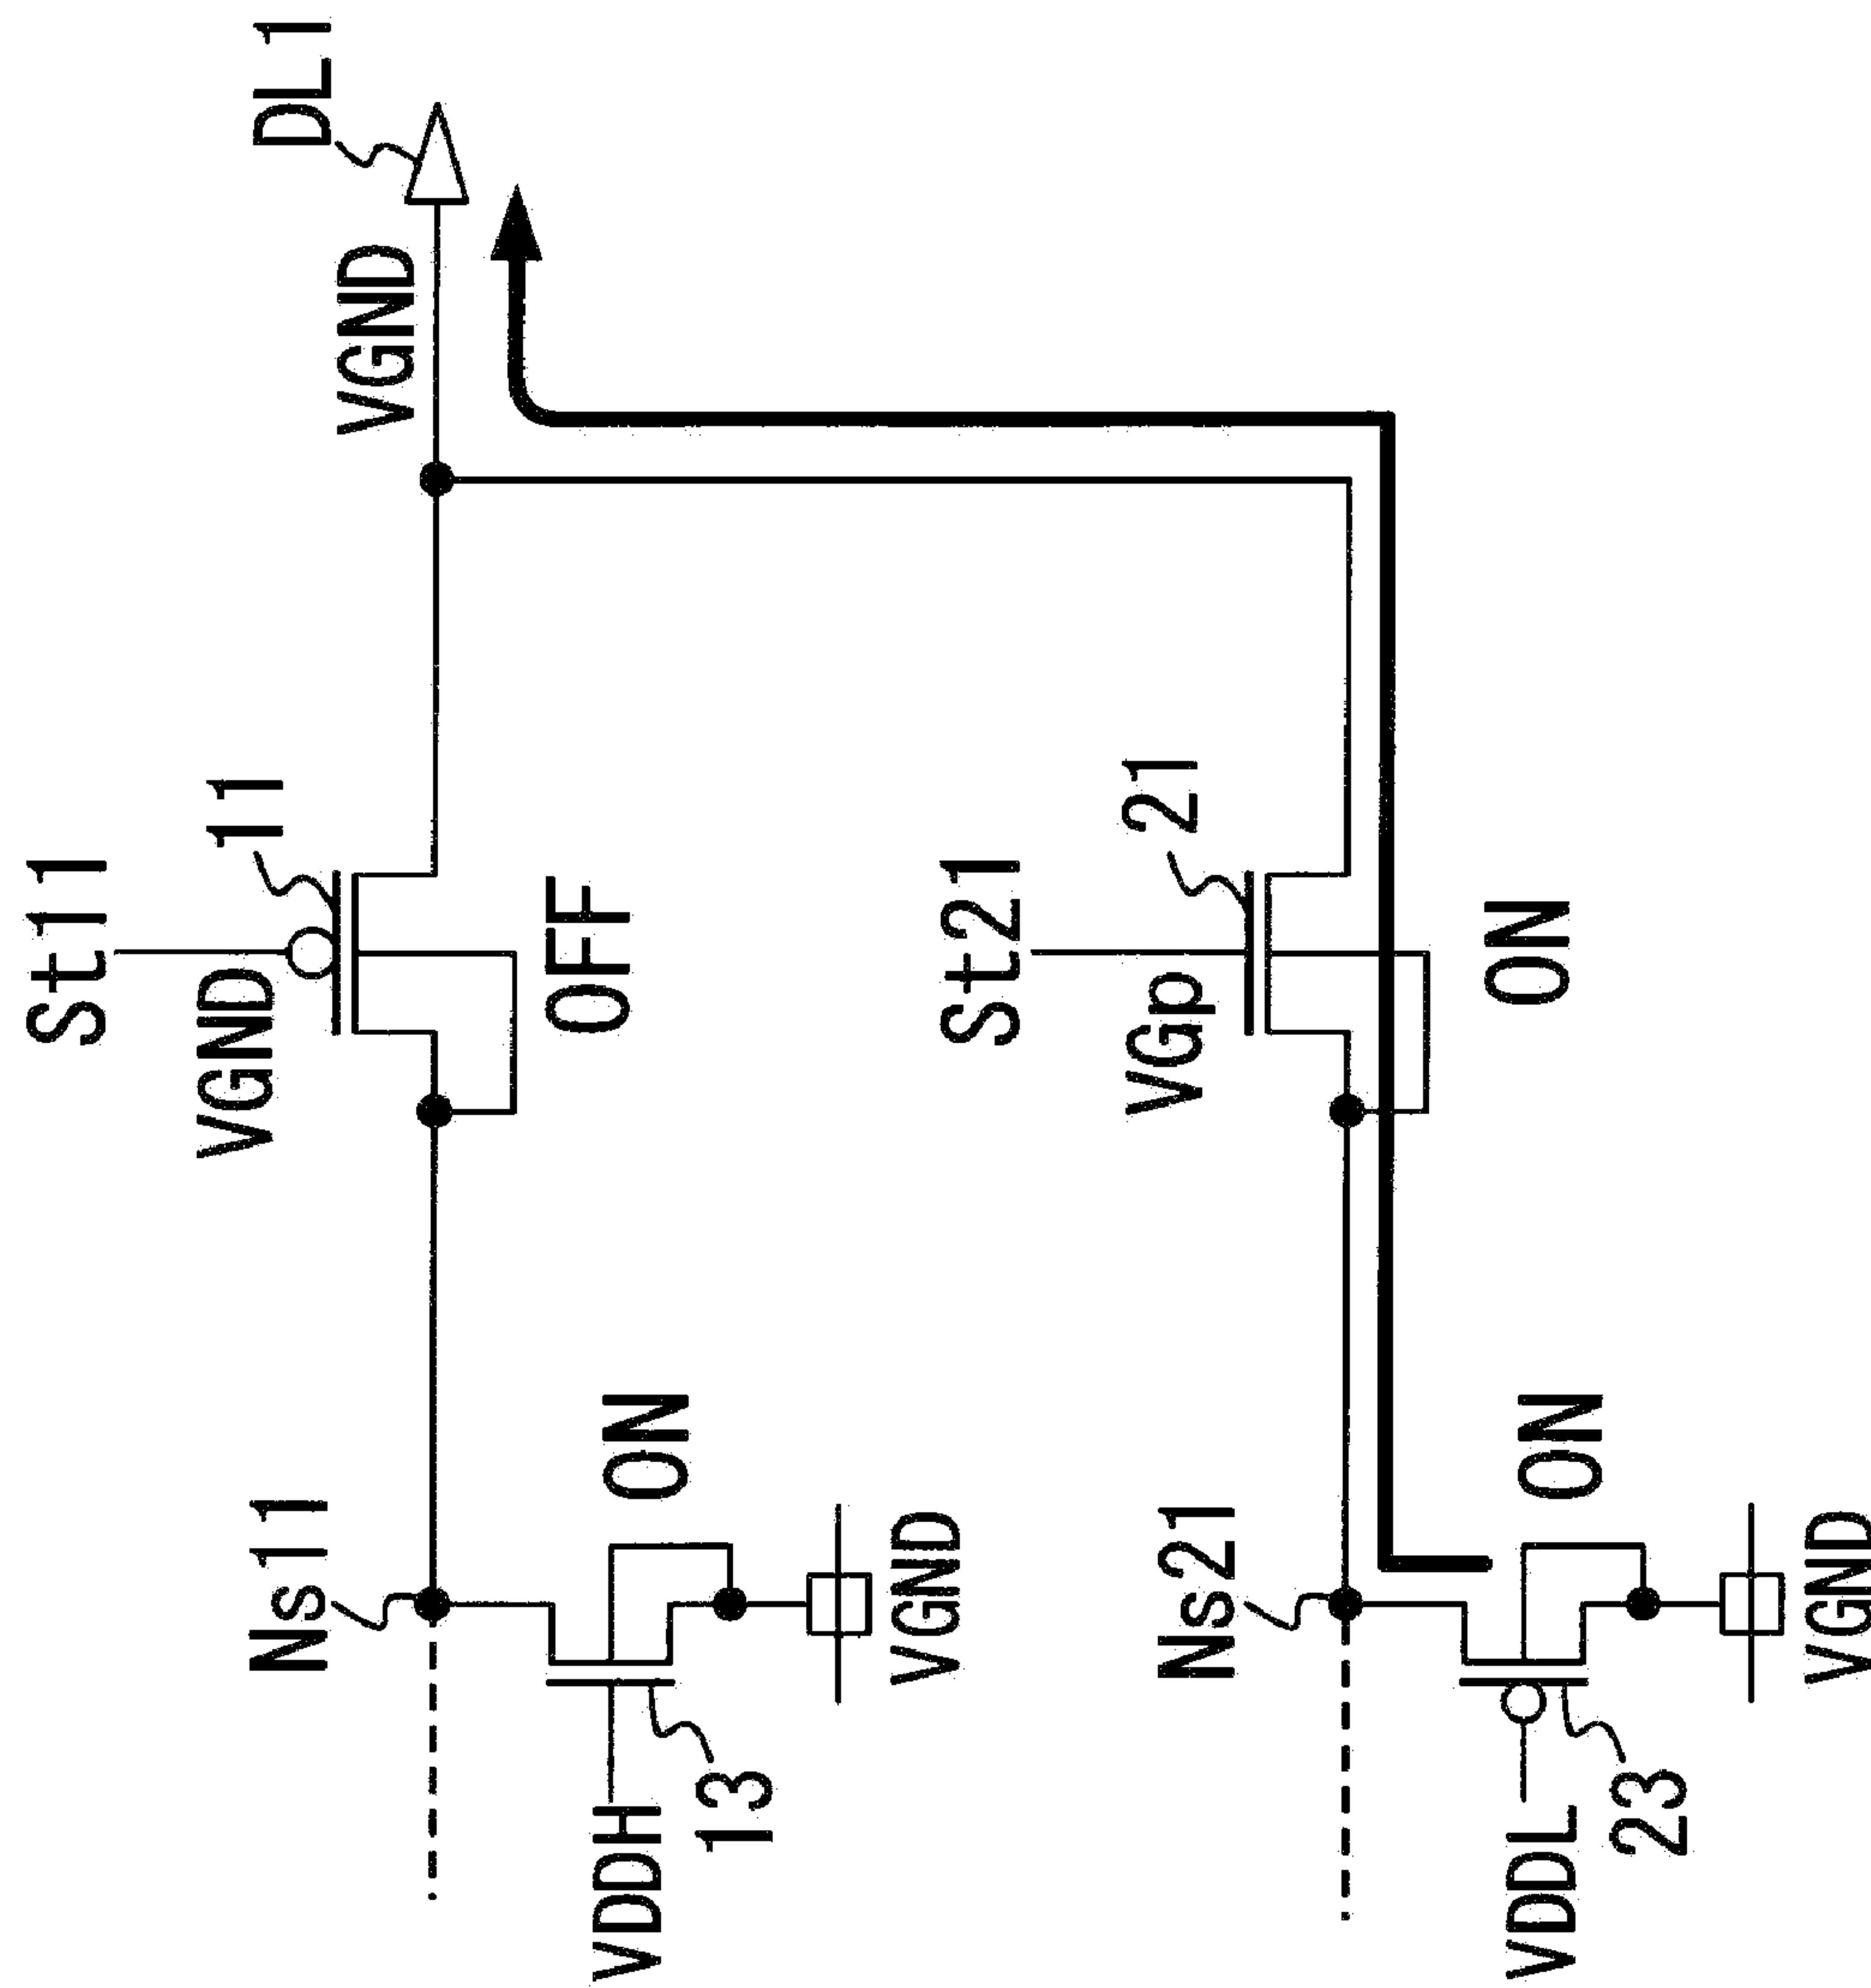 St11
VGND 11
Ns11 DL1
VGND
OFF
VDDH ON
13
VGND
St21
VGp 21
Ns21
ON
VDDL ON
23
VGND